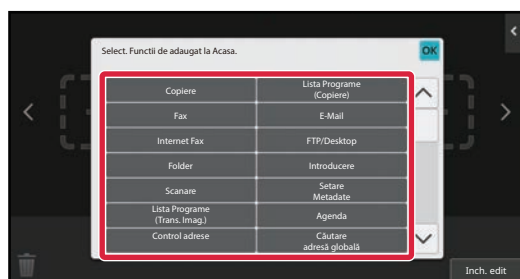 Select. Functii de adaugat la Acasa.
OK
Copiere
Lista Programe
(Copiere)
Fax
E-Mail
Internet Fax
FTP/Desktop
Folder
Introducere
Scanare
Setare
Metadate
Lista Programe
(Trans. Imag.)
Agenda
Control adrese
Căutare
adresă globală
Inch. edit